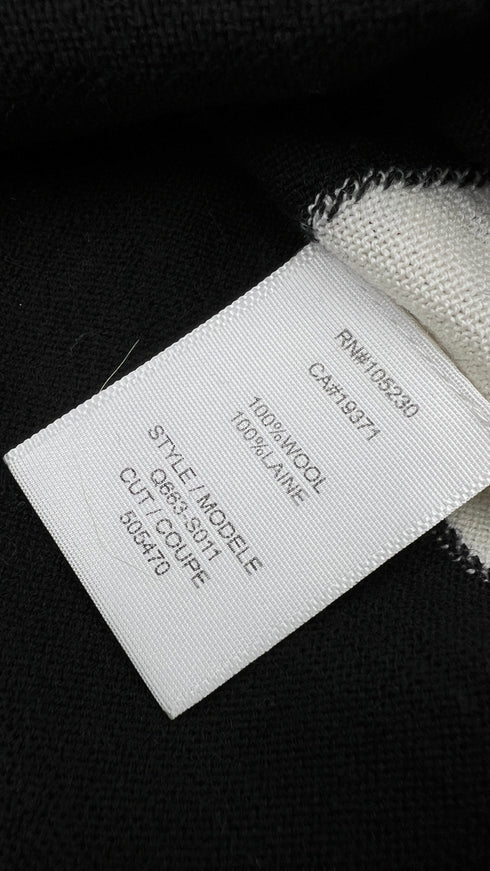 RN#105230
CA#19371
100%WOOL
100%LAINE
STYLE / MODELE
Q663-S011
CUT / COUPE
505470